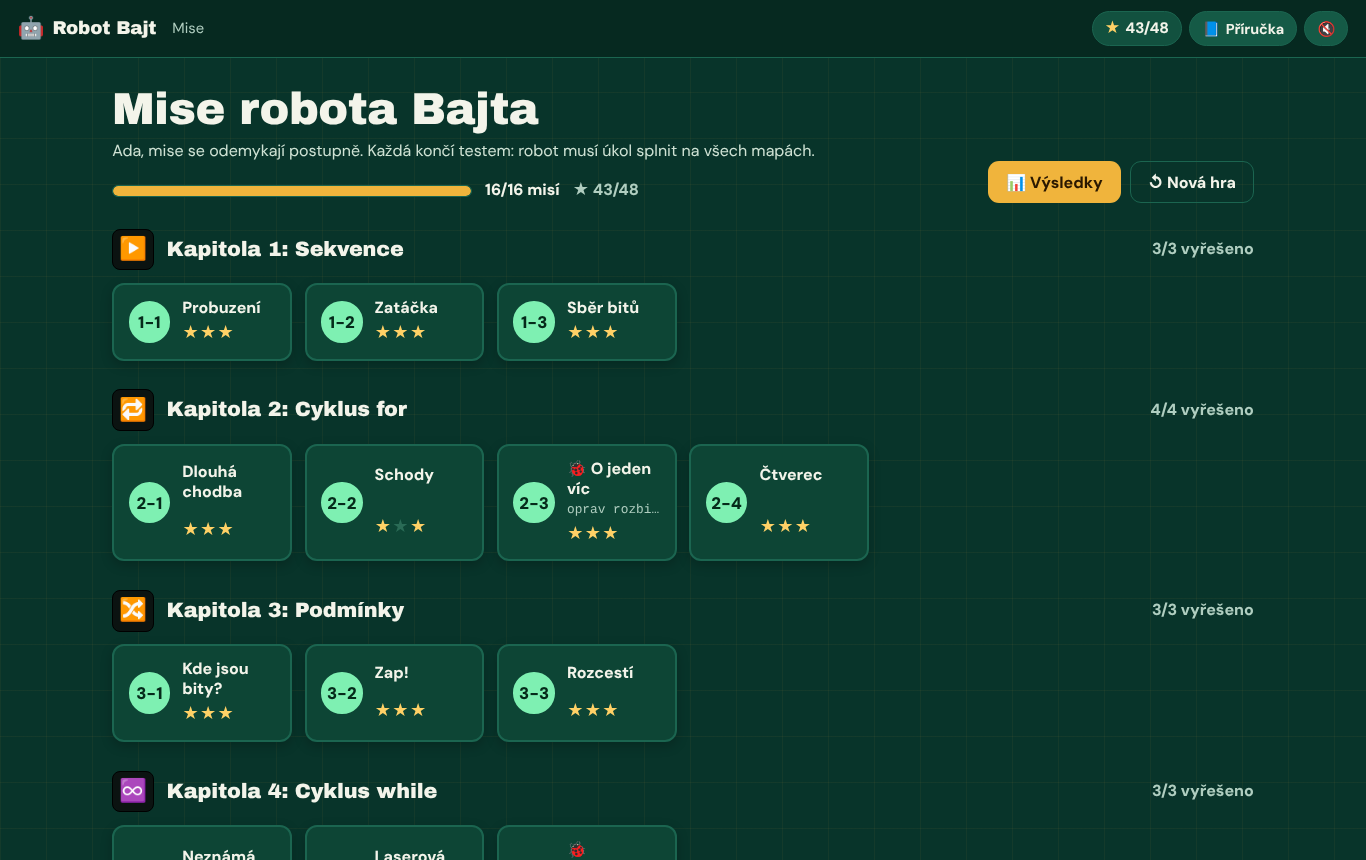 Robot Bajt Mise ★ 43/48 Příručka
Mise robota Bajta
Ada, mise se odemykají postupně. Každá končí testem: robot musí úkol splnit na všech mapách.
16/16 misí ★ 43/48 Výsledky Nová hra
Kapitola 1: Sekvence 3/3 vyřešeno
1-1 Probuzení ★★★
1-2 Zatáčka ★★★
1-3 Sběr bitů ★★★
Kapitola 2: Cyklus for 4/4 vyřešeno
2-1 Dlouhá
chodba
★★★
2-2 Schody
★★★
2-3 O jeden
víc
oprav rozbi…
★★★
2-4 Čtverec
★★★
Kapitola 3: Podmínky 3/3 vyřešeno
3-1 Kde jsou
bity?
★★★
3-2 Zap!
★★★
3-3 Rozcestí
★★★
Kapitola 4: Cyklus while 3/3 vyřešeno
Neznámá
Laserová